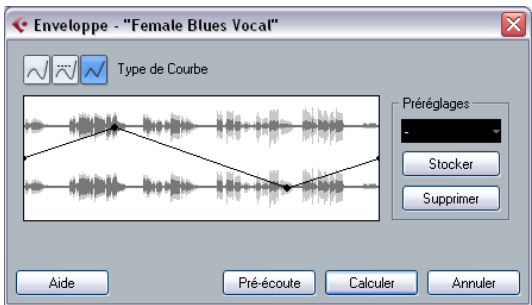 Enveloppe - "Female Blues Vocal"
Type de Courbe
Préréglages
-
Stocker
Supprimer
Aide
Pré-écoute
Calculer
Annuler